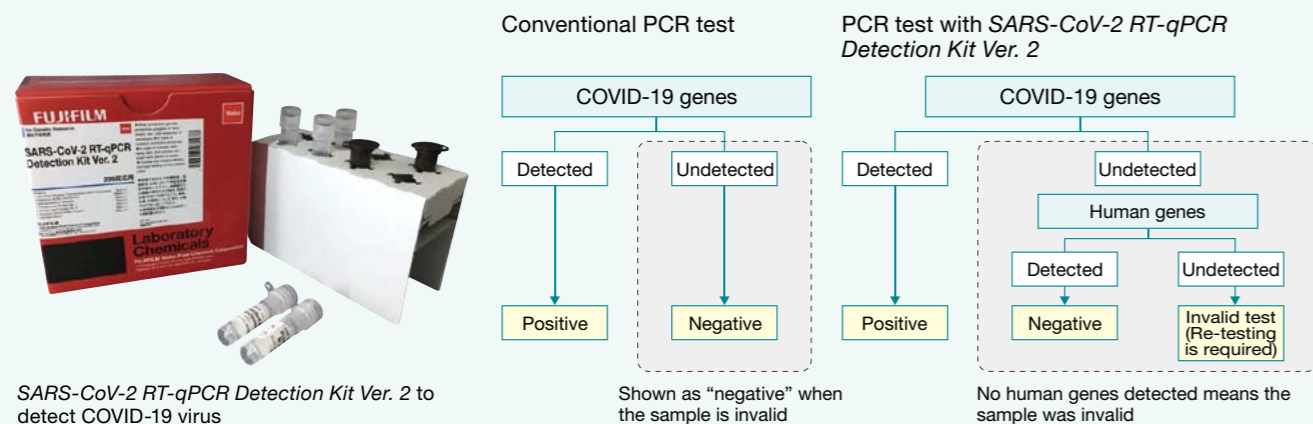 FUJIFILM
SARS-CoV-2 RT-qPCR
Detection Kit Ver. 2
Laboratory
Chemicals
SARS-CoV-2 RT-qPCR Detection Kit Ver. 2 to
detect COVID-19 virus
Conventional PCR test
COVID-19 genes
Detected
Undetected
Positive
Negative
Shown as “negative” when
the sample is invalid
PCR test with SARS-CoV-2 RT-qPCR
Detection Kit Ver. 2
COVID-19 genes
Detected
Undetected
Human genes
Detected
Undetected
Positive
Negative
Invalid test
(Re-testing
is required)
No human genes detected means the
sample was invalid